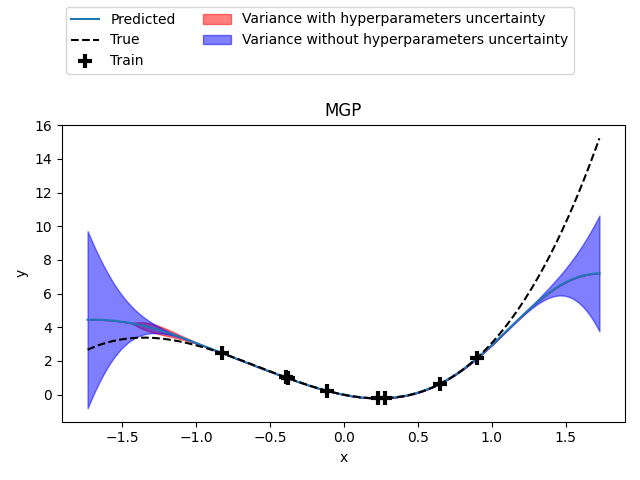 Predicted
True
Train
Variance with hyperparameters uncertainty
Variance without hyperparameters uncertainty
MGP
16
14
12
10
8
6
4
2
0
y
−1.5 −1.0 −0.5 0.0 0.5 1.0 1.5
x